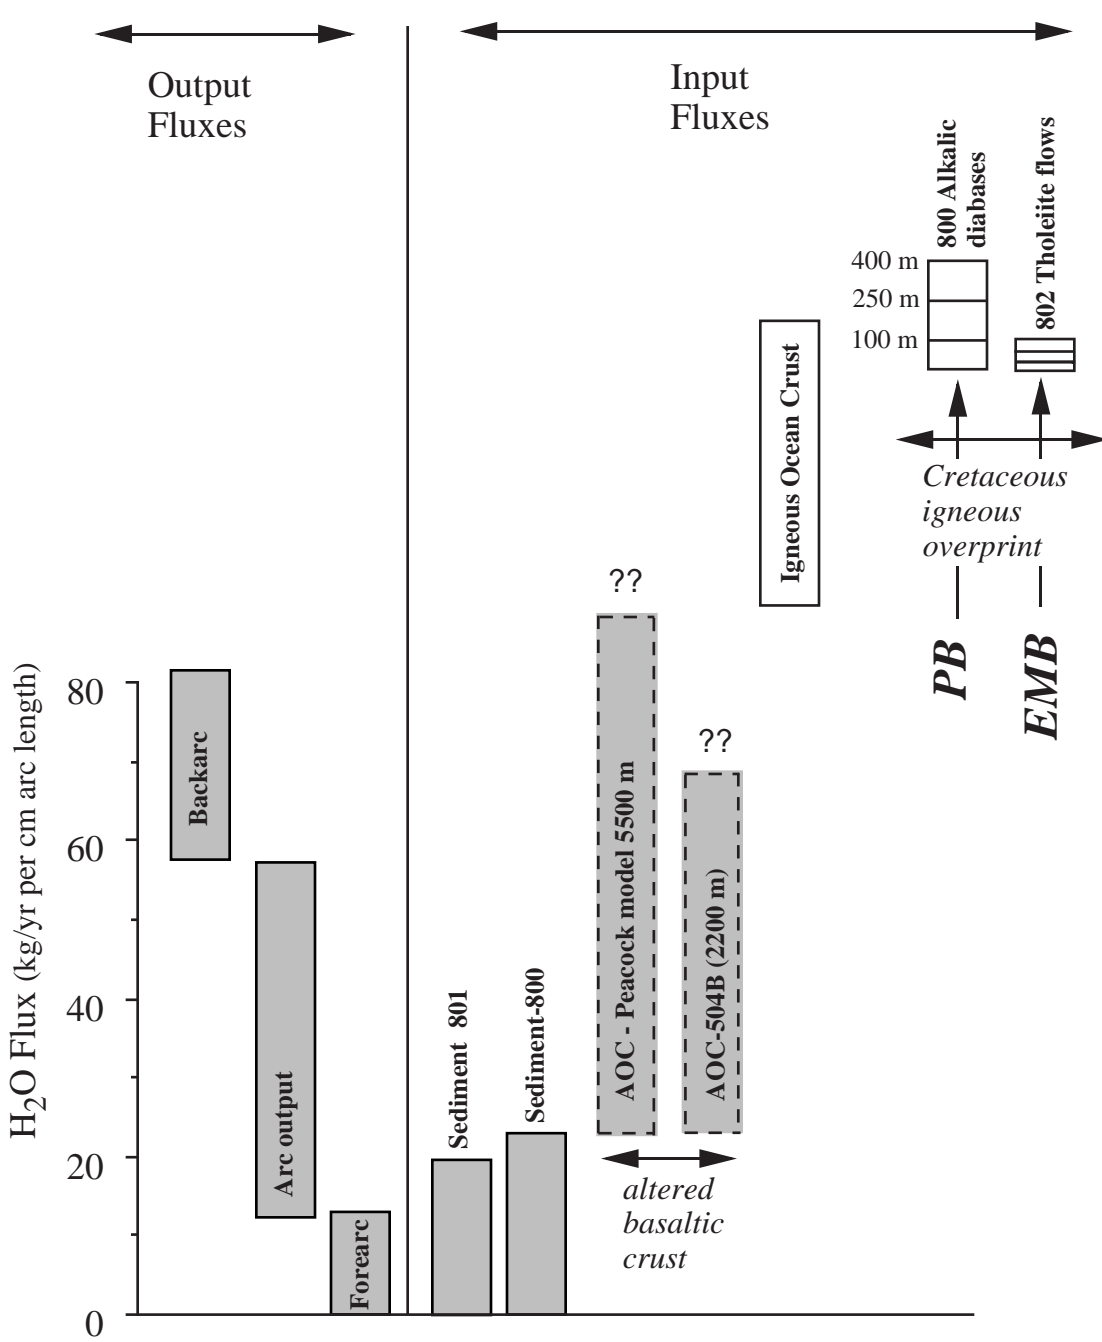 Output
Fluxes
Input
Fluxes
800 Alkalic
diabases
802 Tholeiite flows
400 m
250 m
100 m
Igneous Ocean Crust
Cretaceous
igneous
overprint
PB
EMB
??
??
H2O Flux (kg/yr per cm arc length)
80
60
40
20
0
Backarc
Arc output
Forearc
Sediment 801
Sediment-800
AOC - Peacock model 5500 m
AOC-504B (2200 m)
altered
basaltic
crust